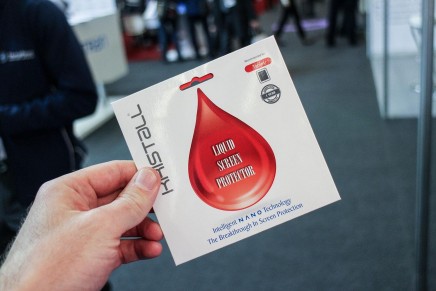 KRISTALL
LIQUID
SCREEN
PROTECTOR
Intelligent NANO Technology
The Breakthrough In Screen Protection